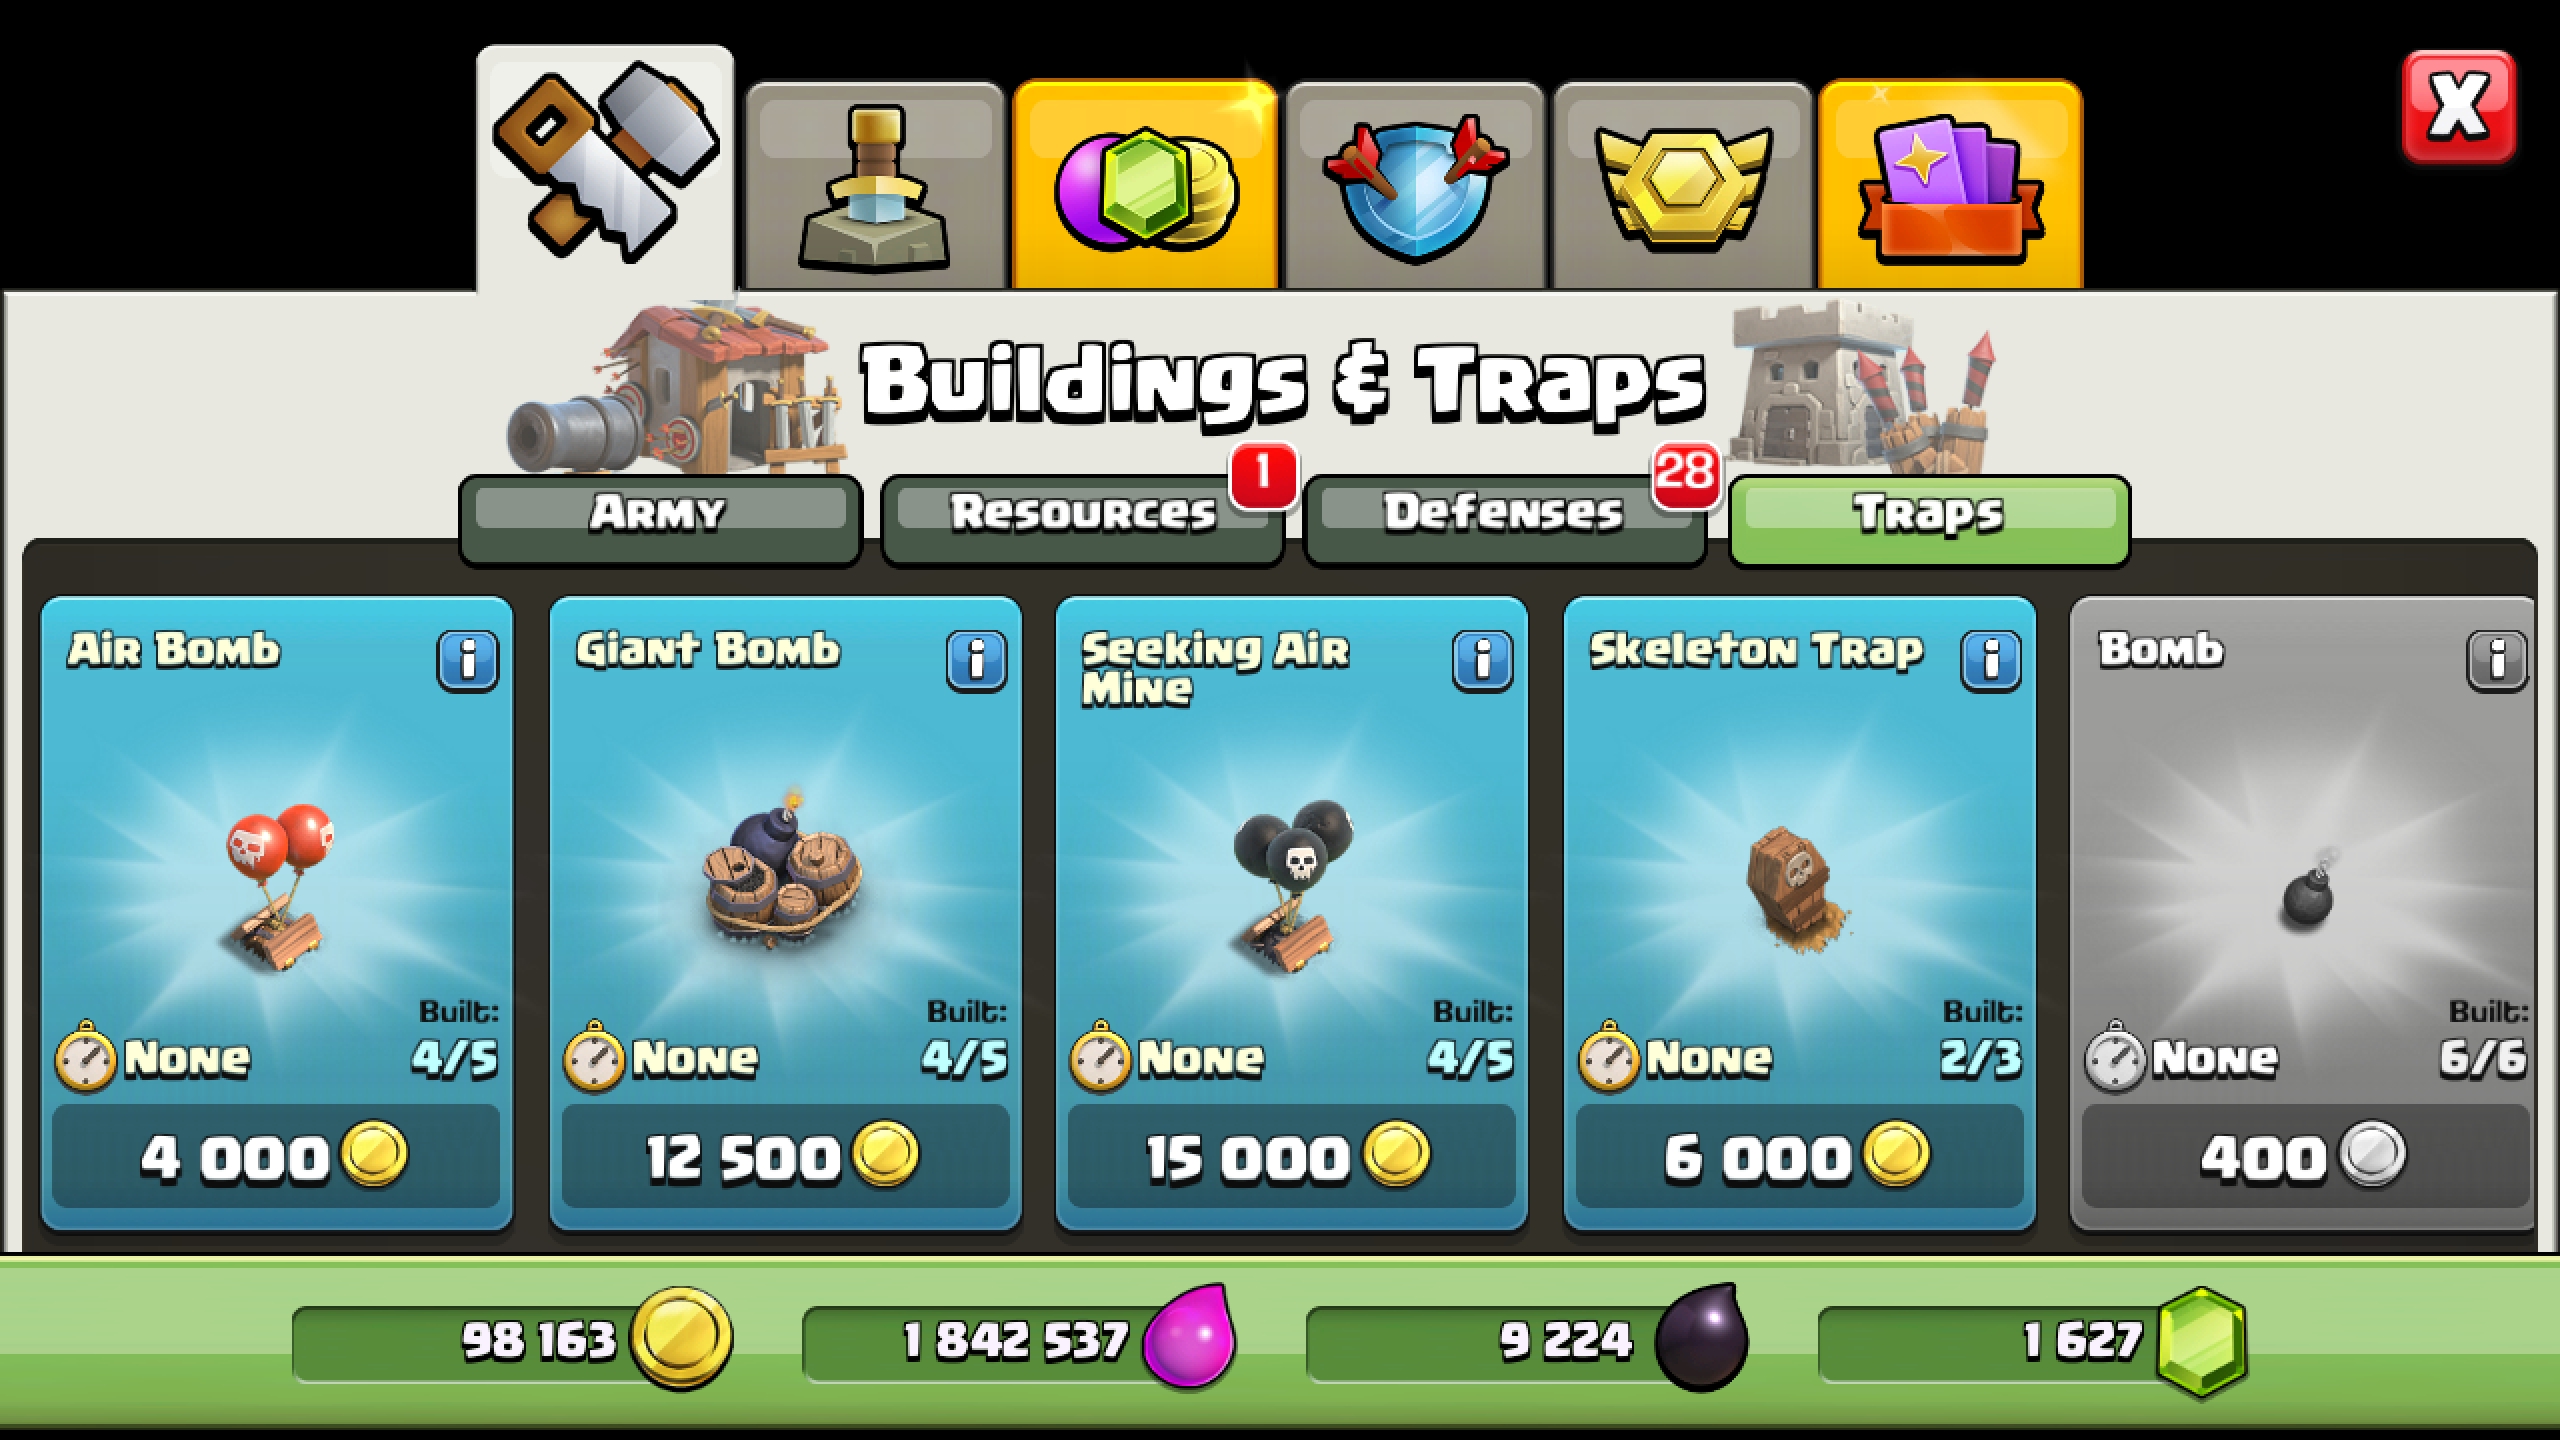 X
Buildings & Traps
Army
Resources
1
Defenses
28
Traps
Air Bomb
i
Built:
None
4/5
4 000
Giant Bomb
i
Built:
None
4/5
12 500
Seeking Air
Mine
i
Built:
None
4/5
15 000
Skeleton Trap
i
Built:
None
2/3
6 000
Bomb
i
Built:
None
6/6
400
98 163
1 842 537
9 224
1 627